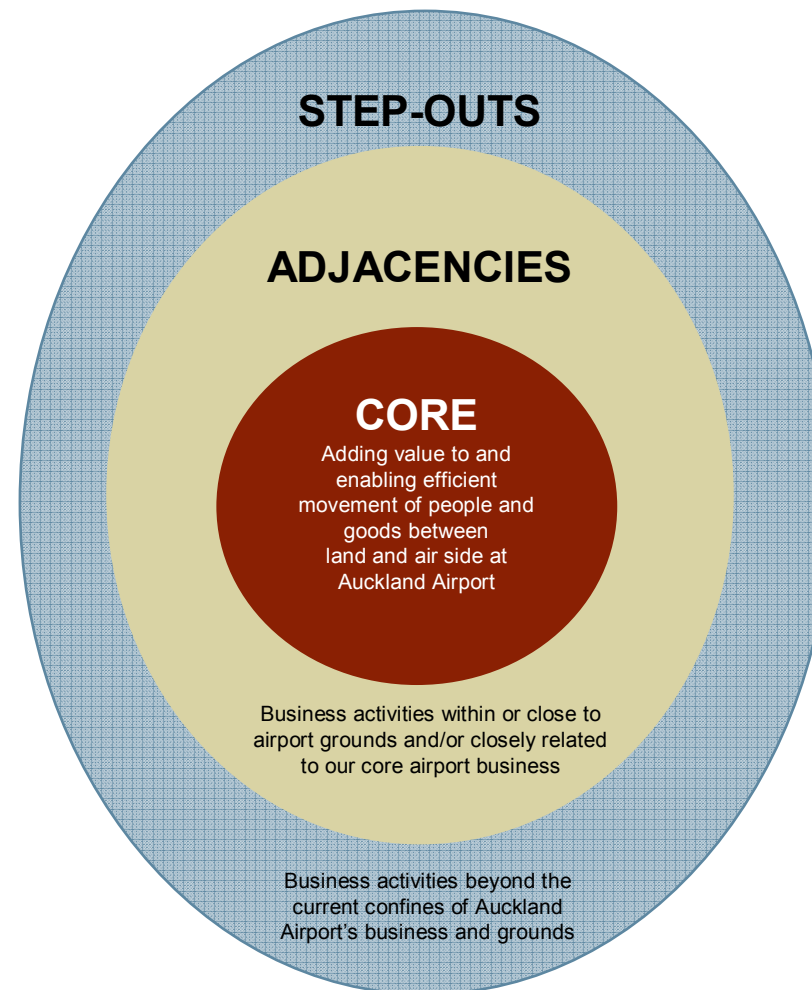 STEP-OUTS
ADJACENCIES
CORE
Adding value to and
enabling efficient
movement of people and
goods between
land and air side at
Auckland Airport
Business activities within or close to
airport grounds and/or closely related
to our core airport business
Business activities beyond the
current confines of Auckland
Airport's business and grounds